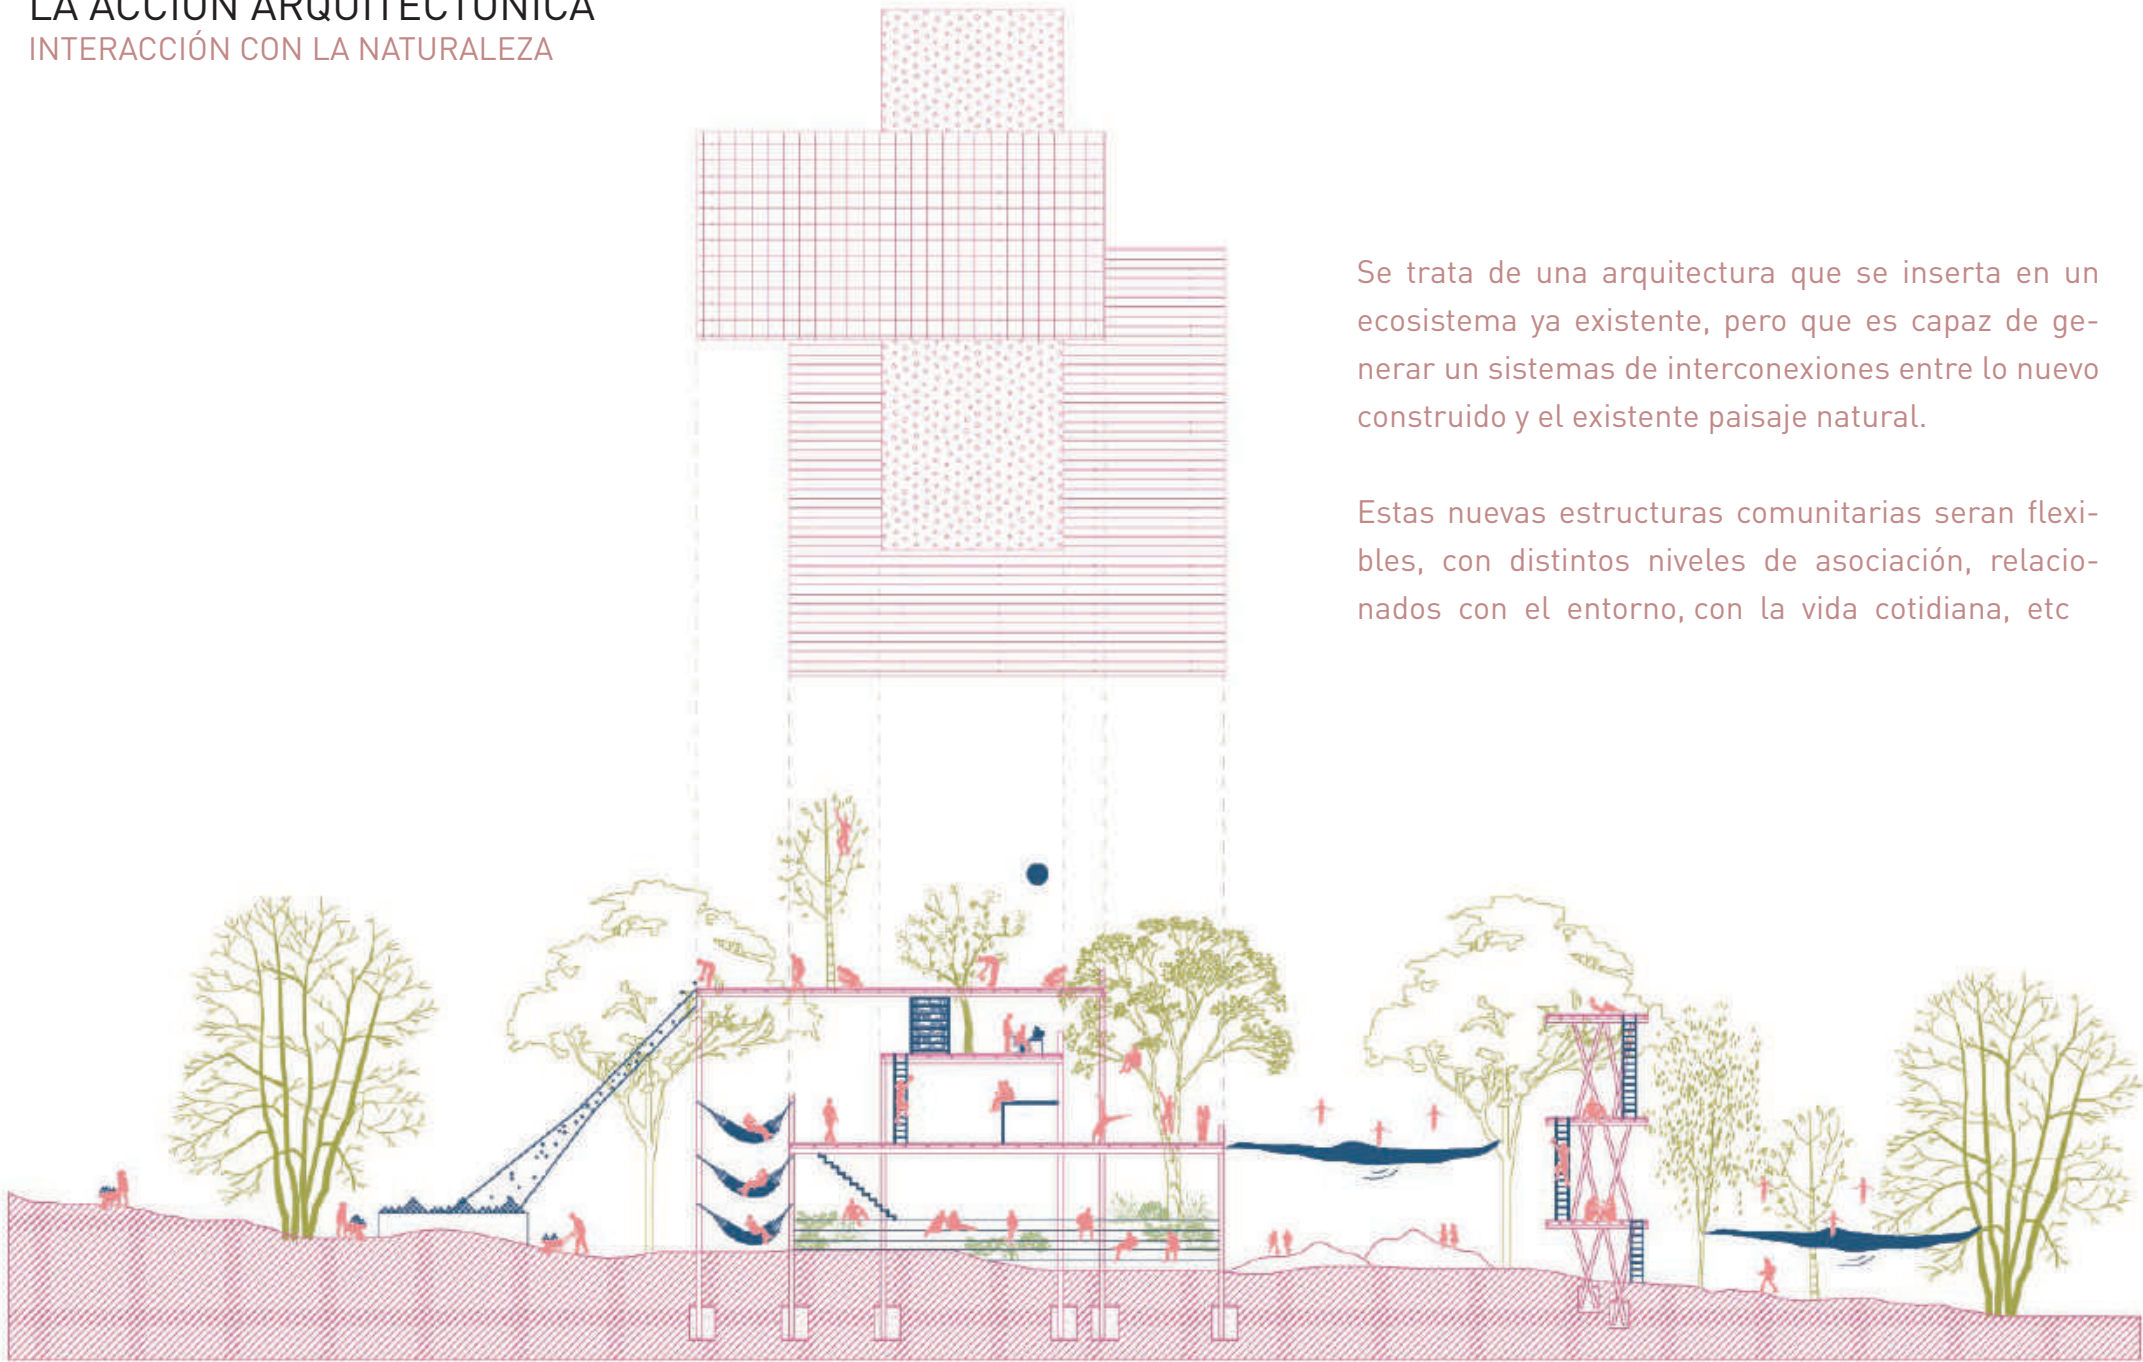 LA ACCIÓN ARQUITECTÓNICA
INTERACCIÓN CON LA NATURALEZA
Se trata de una arquitectura que se inserta en un
ecosistema ya existente, pero que es capaz de ge-
nerar un sistemas de interconexiones entre lo nuevo
construido y el existente paisaje natural.
Estas nuevas estructuras comunitarias seran flexi-
bles, con distintos niveles de asociación, relacio-
nados con el entorno, con la vida cotidiana, etc